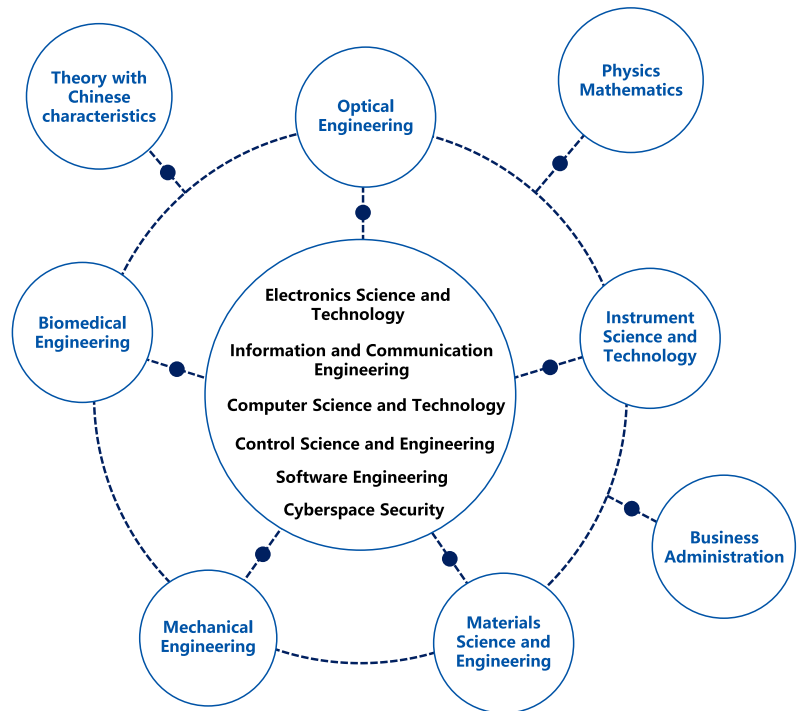 Theory with
Chinese
characteristics
Optical
Engineering
Physics
Mathematics
Biomedical
Engineering
Electronics Science and
Technology
Information and Communication
Engineering
Computer Science and Technology
Control Science and Engineering
Software Engineering
Cyberspace Security
Instrument
Science and
Technology
Business
Administration
Mechanical
Engineering
Materials
Science and
Engineering